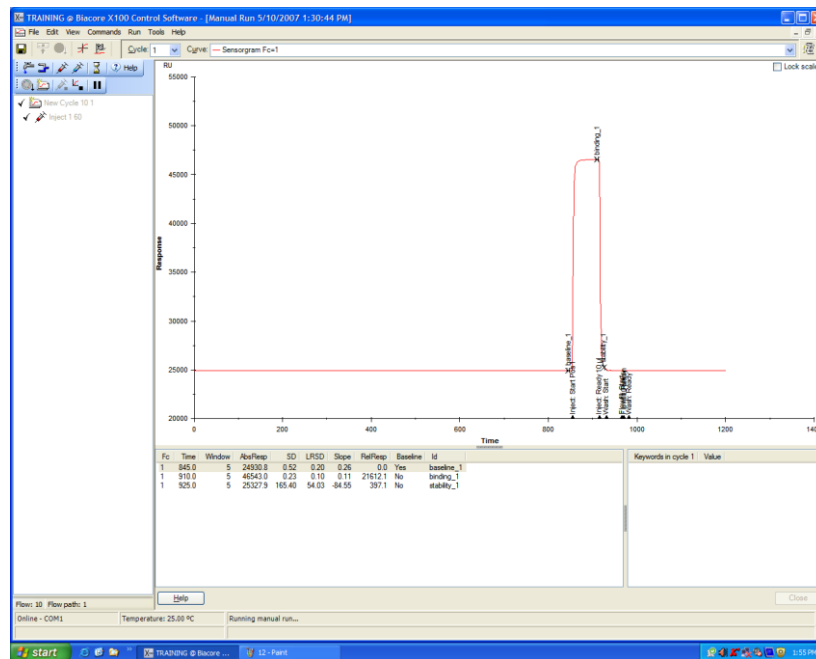 TRAINING @ Biacore X100 Control Software - [Manual Run 5/10/2007 1:30:44 PM]
File Edit View Commands Run Tools Help
Cycle: 1 Curve: Sensorgram Fc=1
Help
New Cycle 10 1
Inject 1 60
RU
Lock scale
55000
50000
45000
40000
35000
30000
25000
20000
Response
baseline_1
binding_1
stability_1
Inject: Ready 10 ul
Wash: Start
Wash: Ready
0 200 400 600 800 1000 1200
Time
Fc Time Window AbsResp SD LRSD Slope RelResp Baseline Id
1 845.0 5 24930.8 0.52 0.20 0.26 0.0 Yes baseline_1
1 910.0 5 46543.0 0.23 0.10 0.11 21612.1 No binding_1
1 925.0 5 25327.9 165.40 54.03 -84.55 397.1 No stability_1
Keywords in cycle 1 Value
Help
Close
Flow: 10 Flow path: 1
Online - COM1 Temperature: 25.00 ºC Running manual run...
start TRAINING @ Biacore ... 12 - Paint 1:55 PM